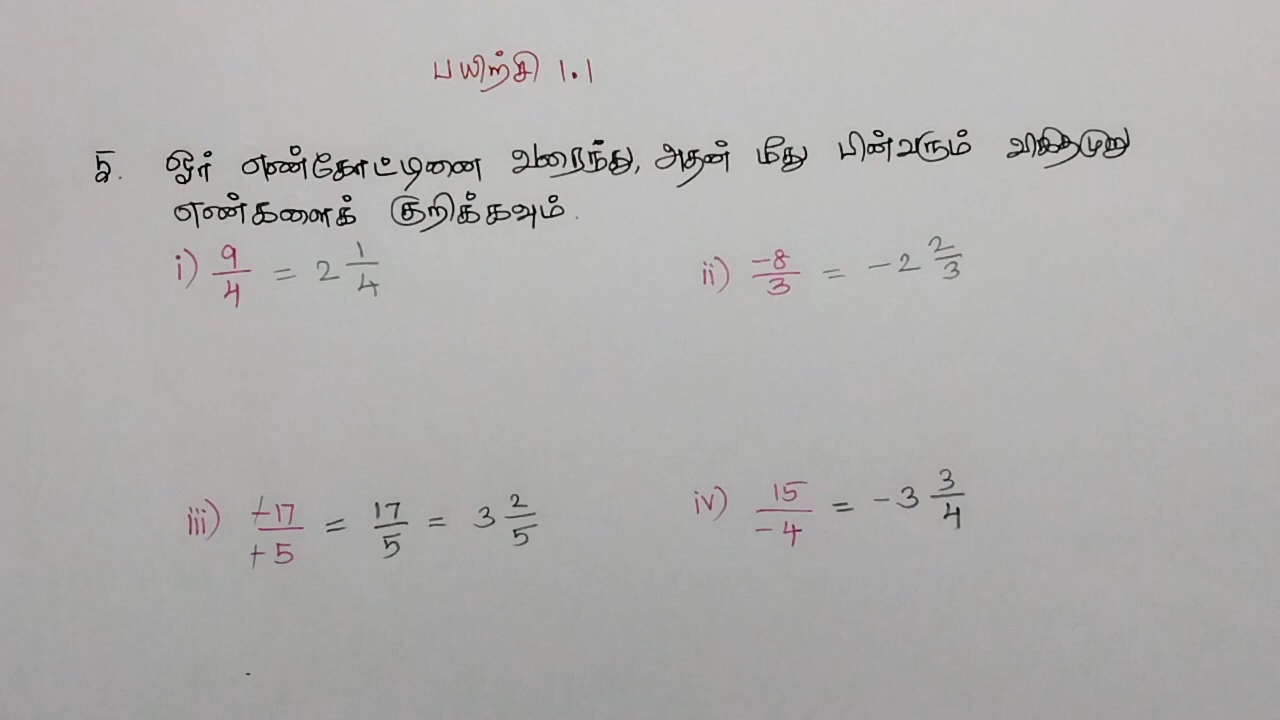 பயிற்சி 1.1
5. ஓர் எண்கோட்டினை வரைந்து, அதன் மீது பின்வரும் விகிதமுறு
எண்களைக் குறிக்கவும்.
i) 9/4 = 2 1/4
ii) -8/3 = -2 2/3
iii) -17/-5 = 17/5 = 3 2/5
iv) 15/-4 = -3 3/4